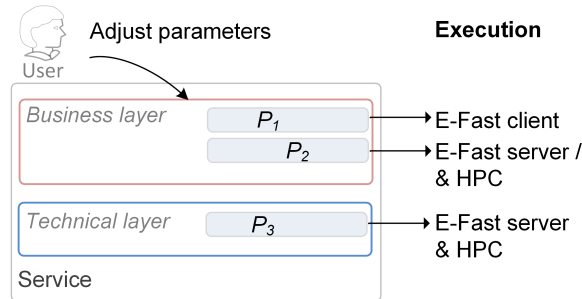 Adjust parameters
Execution
User
Business layer
P1
E-Fast client
P2
E-Fast server /
& HPC
Technical layer
P3
E-Fast server
& HPC
Service